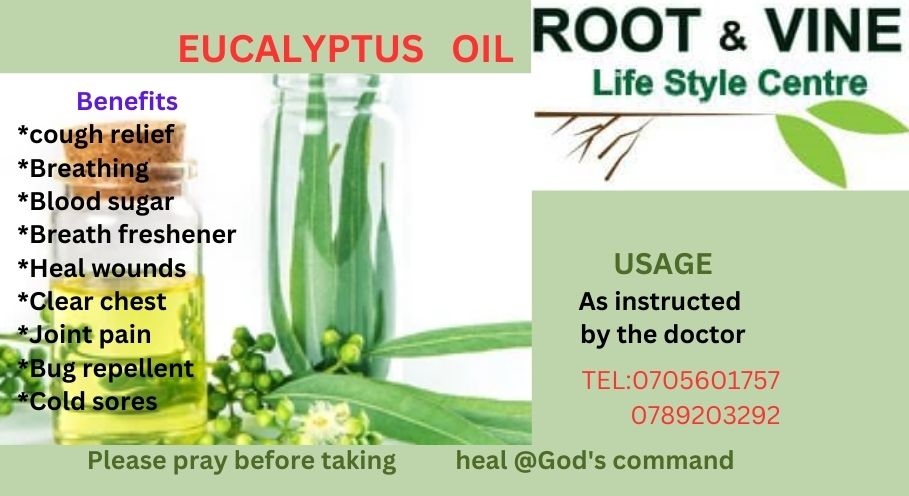 EUCALYPTUS OIL
ROOT & VINE
Life Style Centre
Benefits
*cough relief
*Breathing
*Blood sugar
*Breath freshener
*Heal wounds
*Clear chest
*Joint pain
*Bug repellent
*Cold sores
USAGE
As instructed
by the doctor
TEL:0705601757
0789203292
Please pray before taking heal @God's command